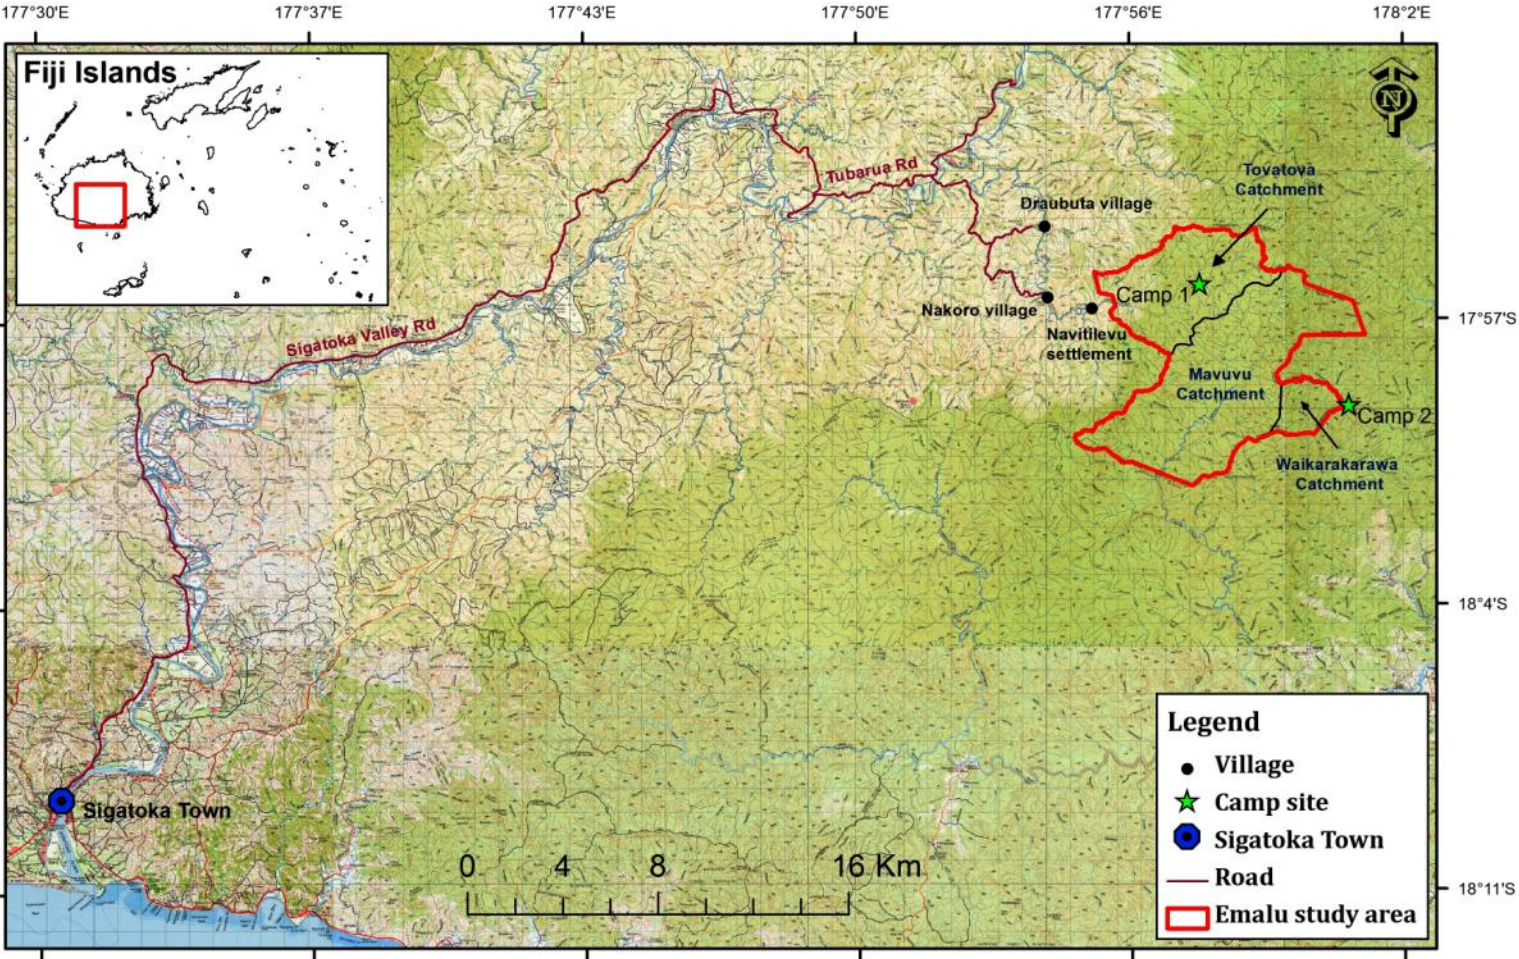 177°30'E
177°37'E
177°43'E
177°50'E
177°56'E
178°2'E
Fiji Islands
N
Tovatova
Catchment
Tubarua Rd
Draubuta village
Camp 1
Nakoro village
Navitilevu
settlement
17°57'S
Sigatoka Valley Rd
Mavuvu
Catchment
Camp 2
Waikarakarawa
Catchment
18°4'S
Sigatoka Town
0 4 8 16 Km
Legend
Village
Camp site
Sigatoka Town
Road
Emalu study area
18°11'S